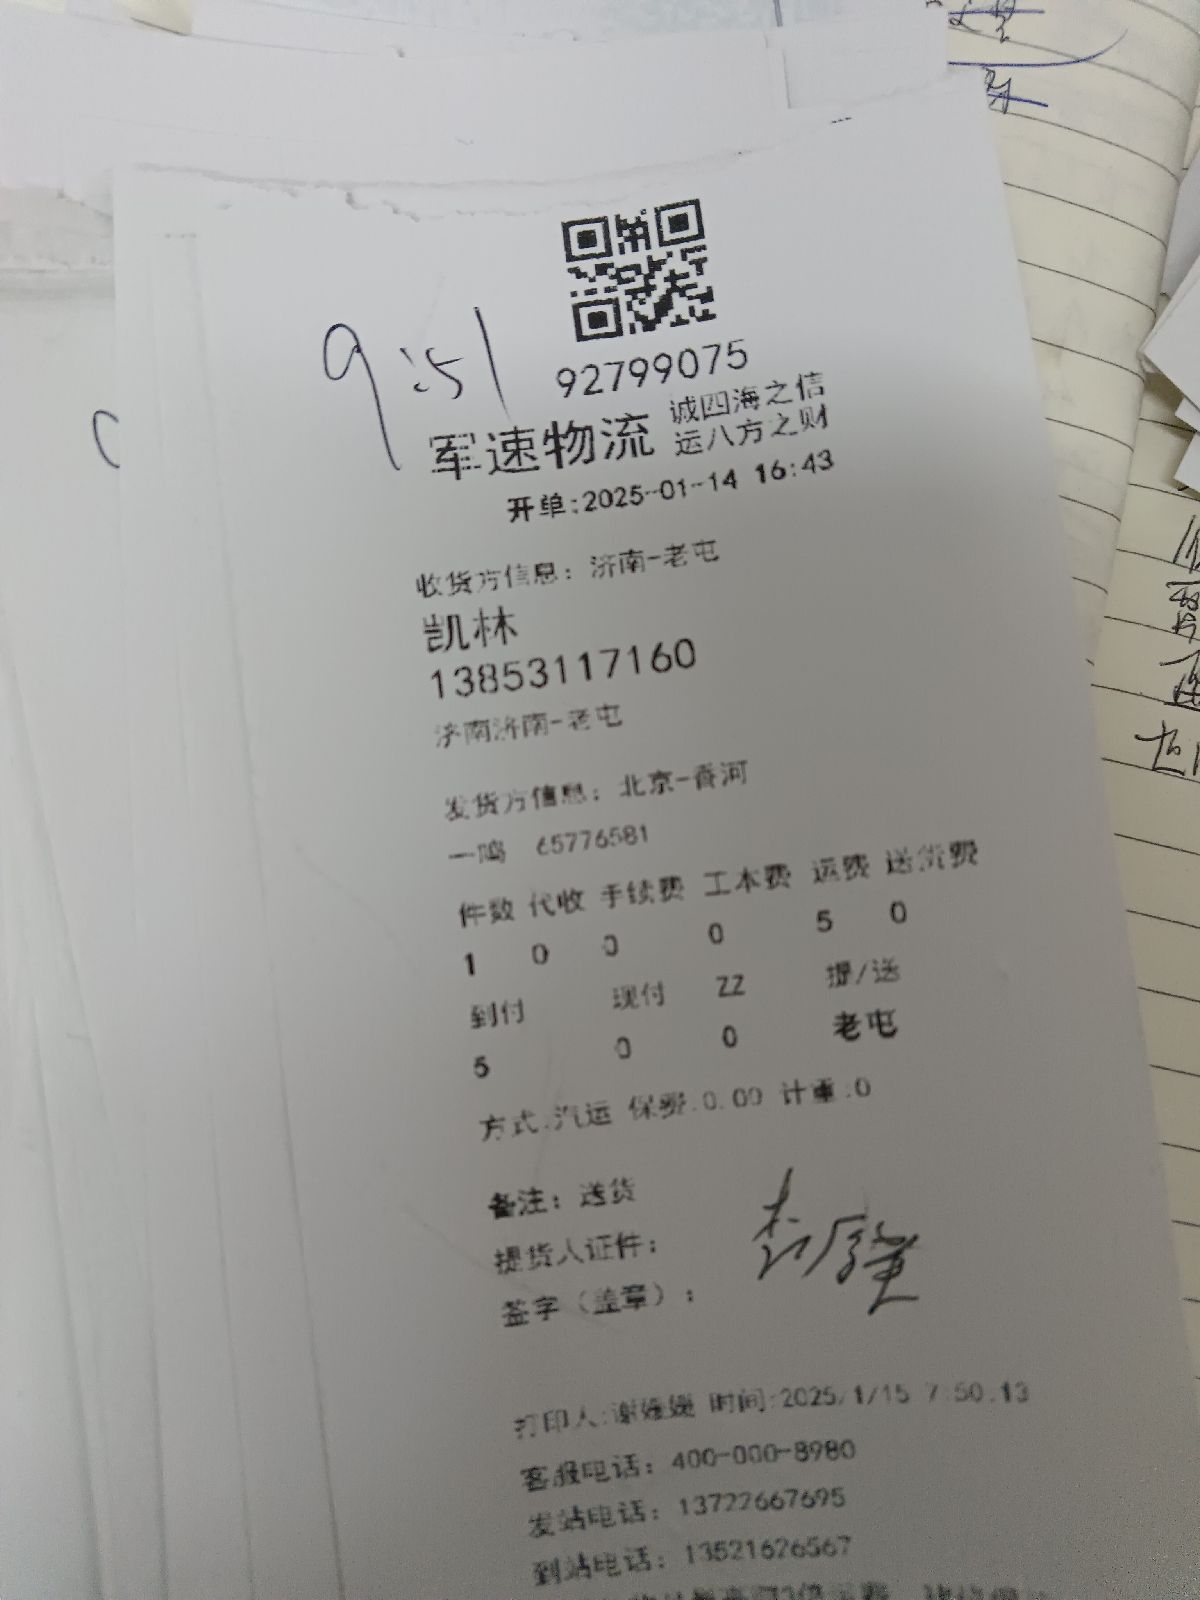 9:51
92799075
军速物流 诚四海之信
运八方之财
开单:2025-01-14 16:43
收货方信息：济南-老屯
凯林
13853117160
济南济南-老屯
发货方信息：北京-香河
一鸣 65776581
件数 代收 手续费 工本费 运费 送货费
1 0 0 0 5 0
到付 现付 ZZ 提/送
5 0 0 老屯
方式:汽运 保费:0.00 计重:0
备注：送货
提货人证件：
签字（盖章）：
打印人:谢媛媛 时间:2025/1/15 7:50:13
客服电话：400-000-8980
发站电话：13722667695
到站电话：13521626567